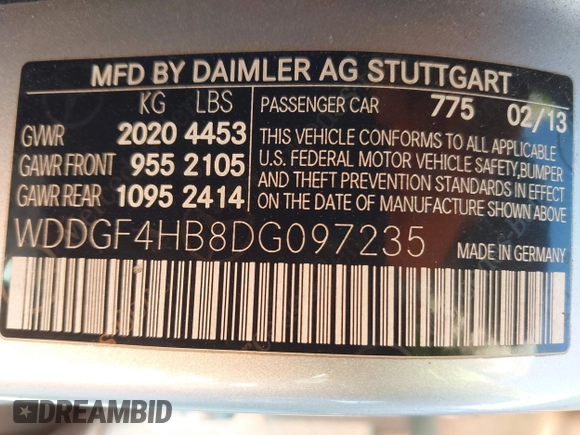 MFD BY DAIMLER AG STUTTGART
KG LBS
GVWR 2020 4453
GAWR FRONT 955 2105
GAWR REAR 1095 2414
PASSENGER CAR 775 02/13
THIS VEHICLE CONFORMS TO ALL APPLICABLE
U.S. FEDERAL MOTOR VEHICLE SAFETY,BUMPER
AND THEFT PREVENTION STANDARDS IN EFFECT
ON THE DATE OF MANUFACTURE SHOWN ABOVE.
WDDGF4HB8DG097235
MADE IN GERMANY
DREAMBID